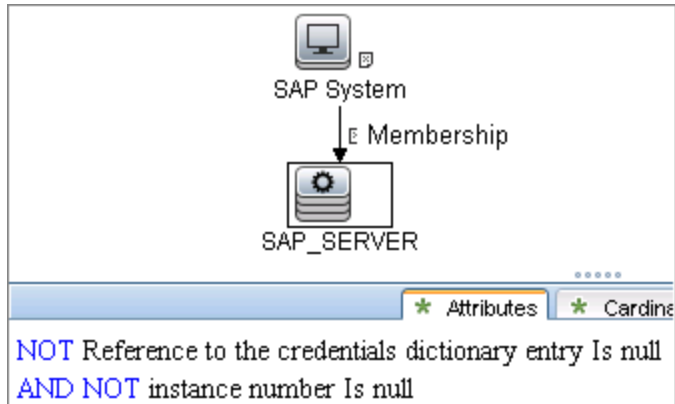 SAP System
Membership
SAP_SERVER
Attributes
Cardina
NOT Reference to the credentials dictionary entry Is null
AND NOT instance number Is null